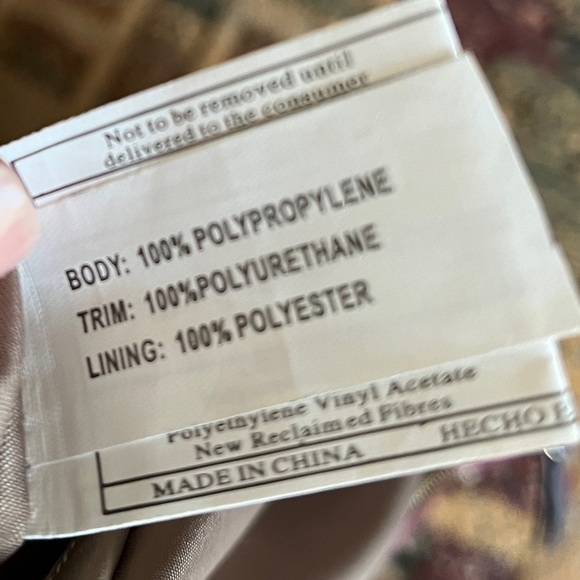 Not to be removed until
delivered to the consumer
BODY: 100% POLYPROPYLENE
TRIM: 100%POLYURETHANE
LINING: 100% POLYESTER
Polyethylene Vinyl Acetate
New Reclaimed Fibres
MADE IN CHINA HECHO E